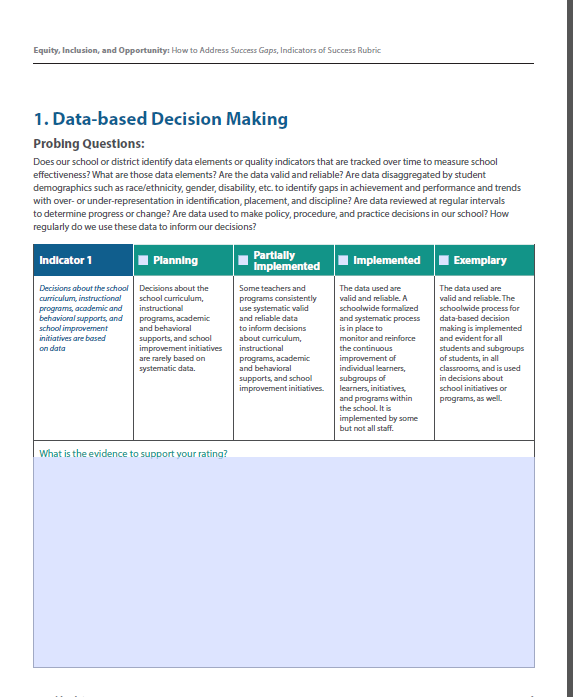 Equity, Inclusion, and Opportunity: How to Address Success Gaps, Indicators of Success Rubric
1. Data-based Decision Making
Probing Questions:
Does our school or district identify data elements or quality indicators that are tracked over time to measure school
effectiveness? What are those data elements? Are the data valid and reliable? Are data disaggregated by student
demographics such as race/ethnicity, gender, disability, etc. to identify gaps in achievement and performance and trends
with over- or under-representation in identification, placement, and discipline? Are data reviewed at regular intervals
to determine progress or change? Are data used to make policy, procedure, and practice decisions in our school? How
regularly do we use these data to inform our decisions?
Indicator 1
Planning
Partially
Implemented
Implemented
Exemplary
Decisions about the school
curriculum, instructional
programs, academic and
behavioral supports, and
school improvement
initiatives are based
on data
Decisions about the
school curriculum,
instructional
programs, academic
and behavioral
supports, and school
improvement initiatives
are rarely based on
systematic data.
Some teachers and
programs consistently
use systematic valid
and reliable data
to inform decisions
about curriculum,
instructional
programs, academic
and behavioral
supports, and school
improvement initiatives.
The data used are
valid and reliable. A
schoolwide formalized
and systematic process
is in place to
monitor and reinforce
the continuous
improvement of
individual learners,
subgroups of
learners, initiatives,
and programs within
the school. It is
implemented by some
but not all staff.
The data used are
valid and reliable. The
schoolwide process for
data-based decision
making is implemented
and evident for all
students and subgroups
of students, in all
classrooms, and is used
in decisions about
school initiatives or
programs, as well.
What is the evidence to support your rating?